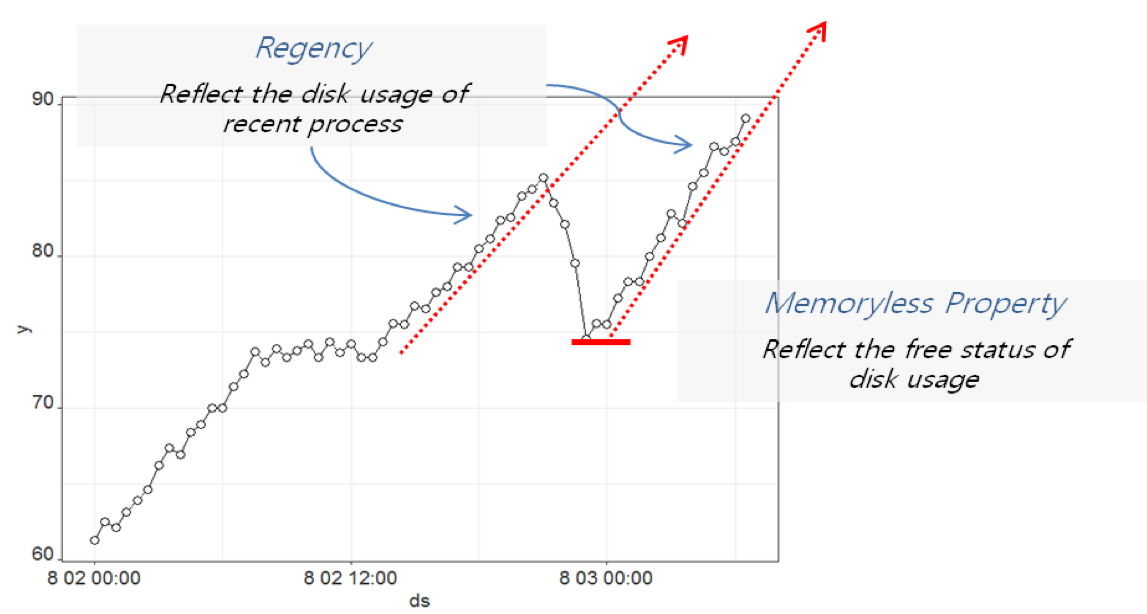 Regency
Reflect the disk usage of
recent process
90
80
70
60
y
Memoryless Property
Reflect the free status of
disk usage
8 02 00:00
8 02 12:00
8 03 00:00
ds